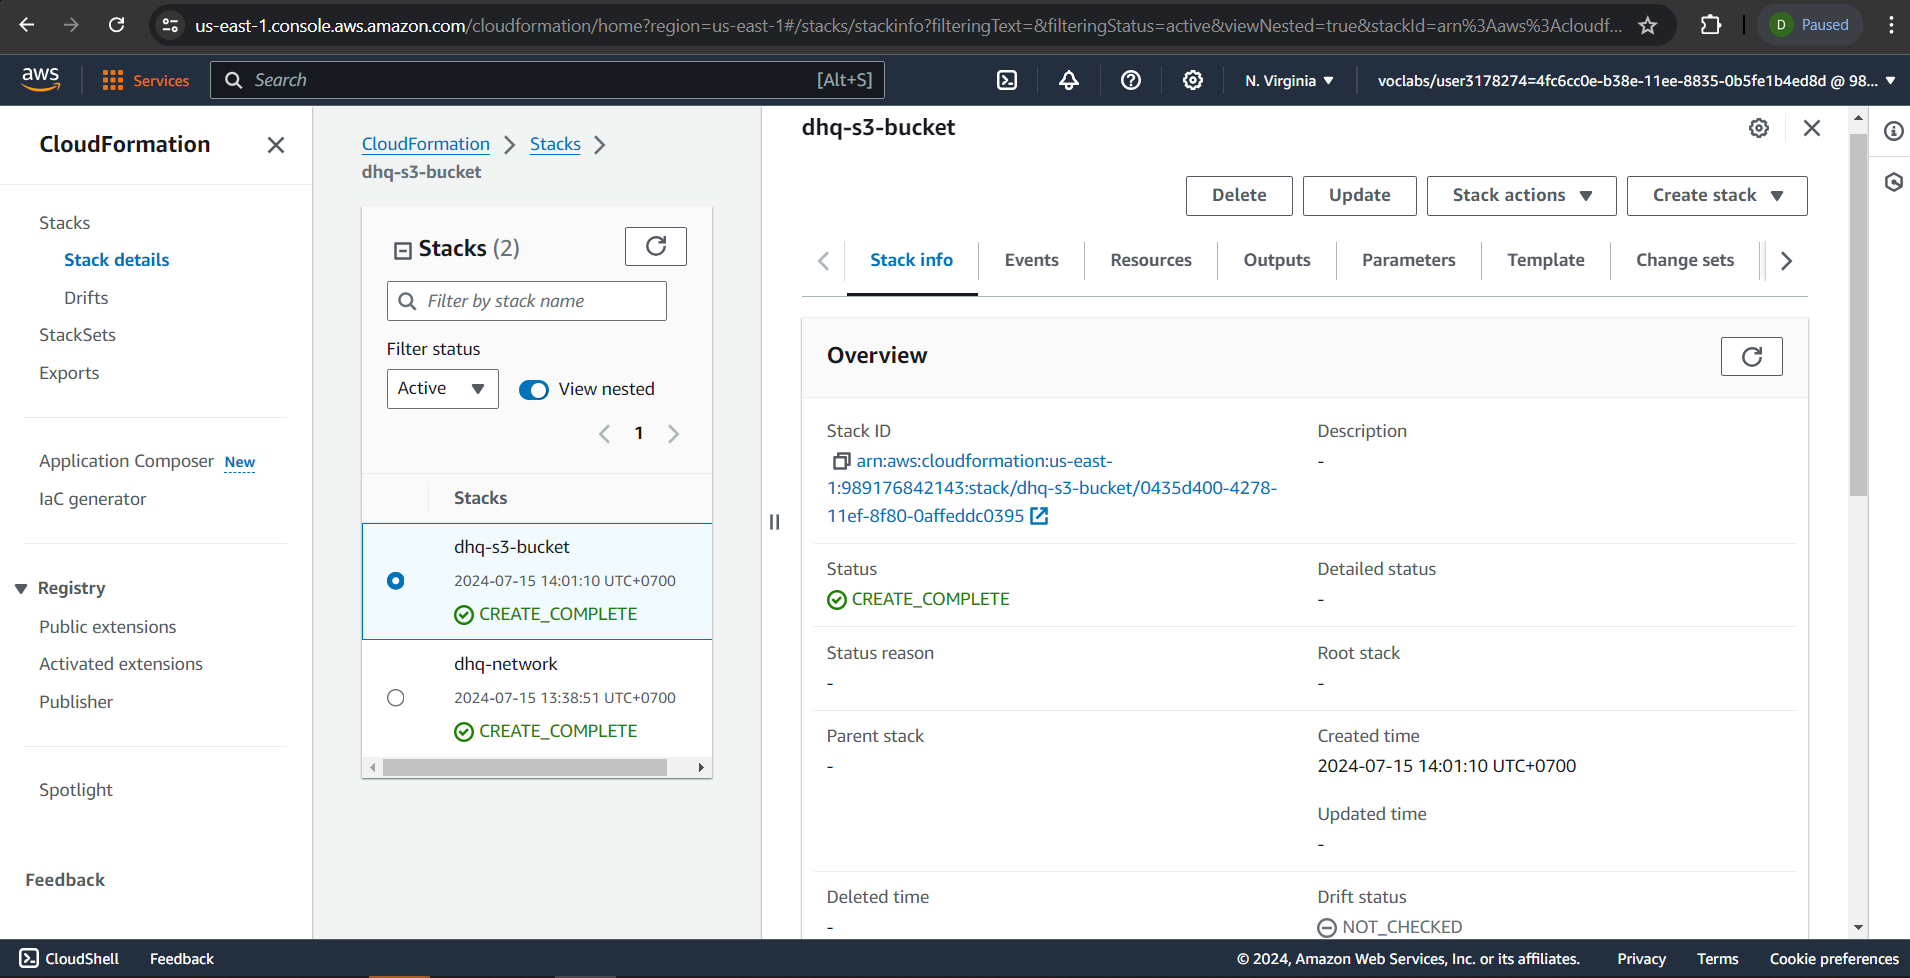 us-east-1.console.aws.amazon.com/cloudformation/home?region=us-east-1#/stacks/stackinfo?filteringText=&filteringStatus=active&viewNested=true&stackId=arn%3Aaws%3Acloudf...
D Paused
aws
Services
Search
[Alt+S]
N. Virginia
voclabs/user3178274=4fc6cc0e-b38e-11ee-8835-0b5fe1b4ed8d @ 98...
CloudFormation
Stacks
Stack details
Drifts
StackSets
Exports
Application Composer New
IaC generator
Registry
Public extensions
Activated extensions
Publisher
Spotlight
Feedback
CloudFormation
Stacks
dhq-s3-bucket
Stacks (2)
Filter by stack name
Filter status
Active
View nested
1
Stacks
dhq-s3-bucket
2024-07-15 14:01:10 UTC+0700
CREATE_COMPLETE
dhq-network
2024-07-15 13:38:51 UTC+0700
CREATE_COMPLETE
dhq-s3-bucket
Delete
Update
Stack actions
Create stack
Stack info
Events
Resources
Outputs
Parameters
Template
Change sets
Overview
Stack ID
arn:aws:cloudformation:us-east-
1:989176842143:stack/dhq-s3-bucket/0435d400-4278-
11ef-8f80-0affeddc0395
Description
-
Status
CREATE_COMPLETE
Detailed status
-
Status reason
-
Root stack
-
Parent stack
-
Created time
2024-07-15 14:01:10 UTC+0700
Updated time
-
Deleted time
-
Drift status
NOT_CHECKED
CloudShell
Feedback
© 2024, Amazon Web Services, Inc. or its affiliates.
Privacy
Terms
Cookie preferences